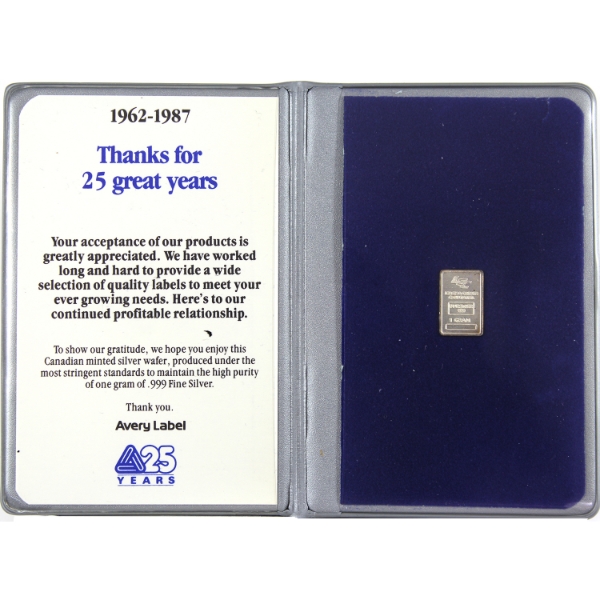 1962-1987
Thanks for
25 great years
Your acceptance of our products is
greatly appreciated. We have worked
long and hard to provide a wide
selection of quality labels to meet your
ever growing needs. Here's to our
continued profitable relationship.
To show our gratitude, we hope you enjoy this
Canadian minted silver wafer, produced under the
most stringent standards to maintain the high purity
of one gram of .999 Fine Silver.
Thank you.
Avery Label
25
YEARS
1 GRAM